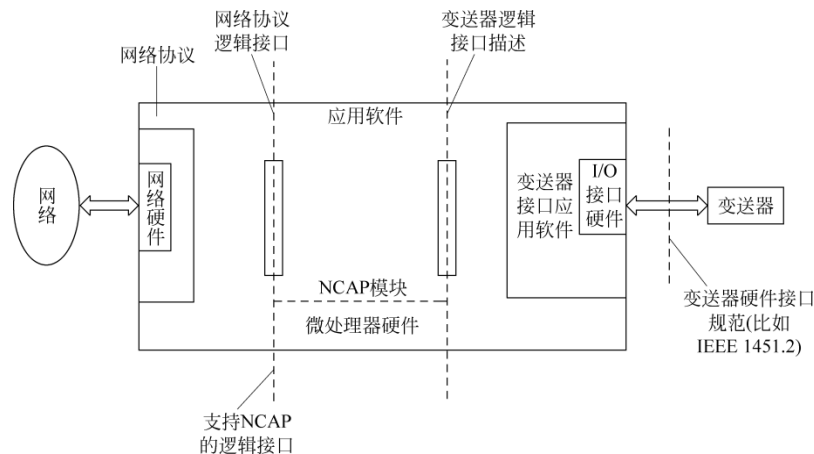 网络协议
逻辑接口
变送器逻辑
接口描述
网络协议
应用软件
网络
网络硬件
变送器
接口应
用软件
I/O
接口
硬件
变送器
NCAP模块
微处理器硬件
变送器硬件接口
规范(比如
IEEE 1451.2)
支持NCAP
的逻辑接口